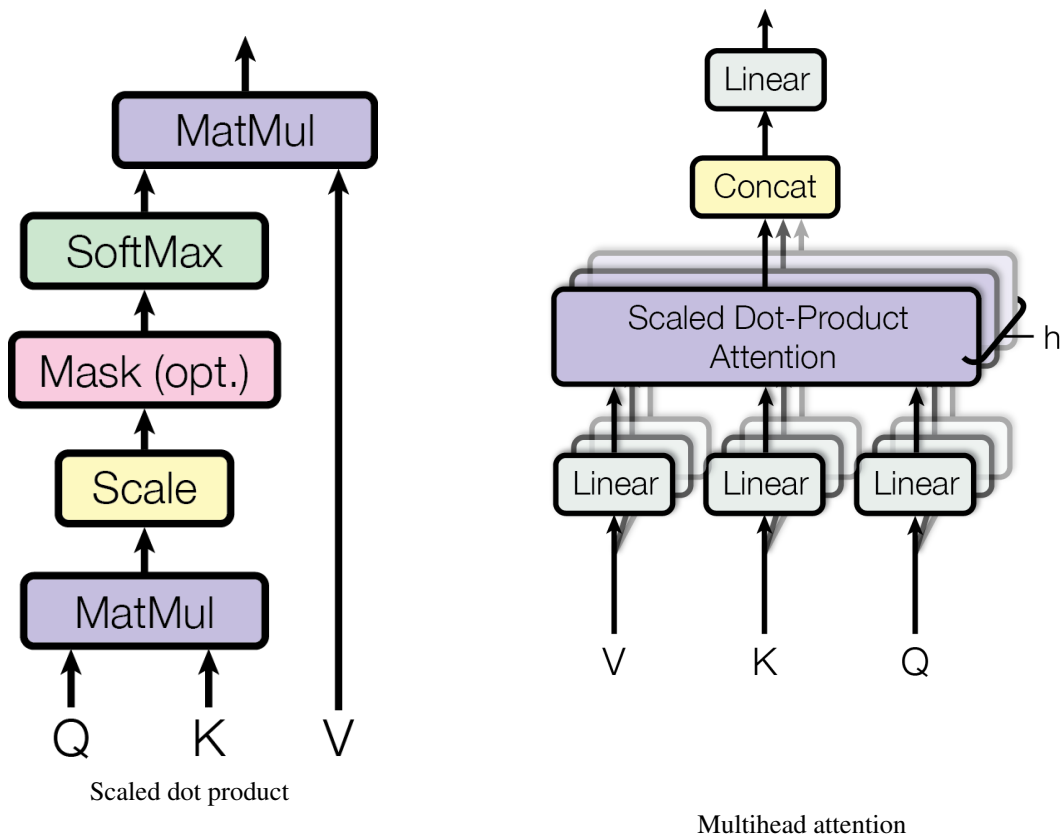 MatMul
SoftMax
Mask (opt.)
Scale
MatMul
Q K V
Scaled dot product
Linear
Concat
Scaled Dot-Product
Attention
h
Linear Linear Linear
V K Q
Multihead attention